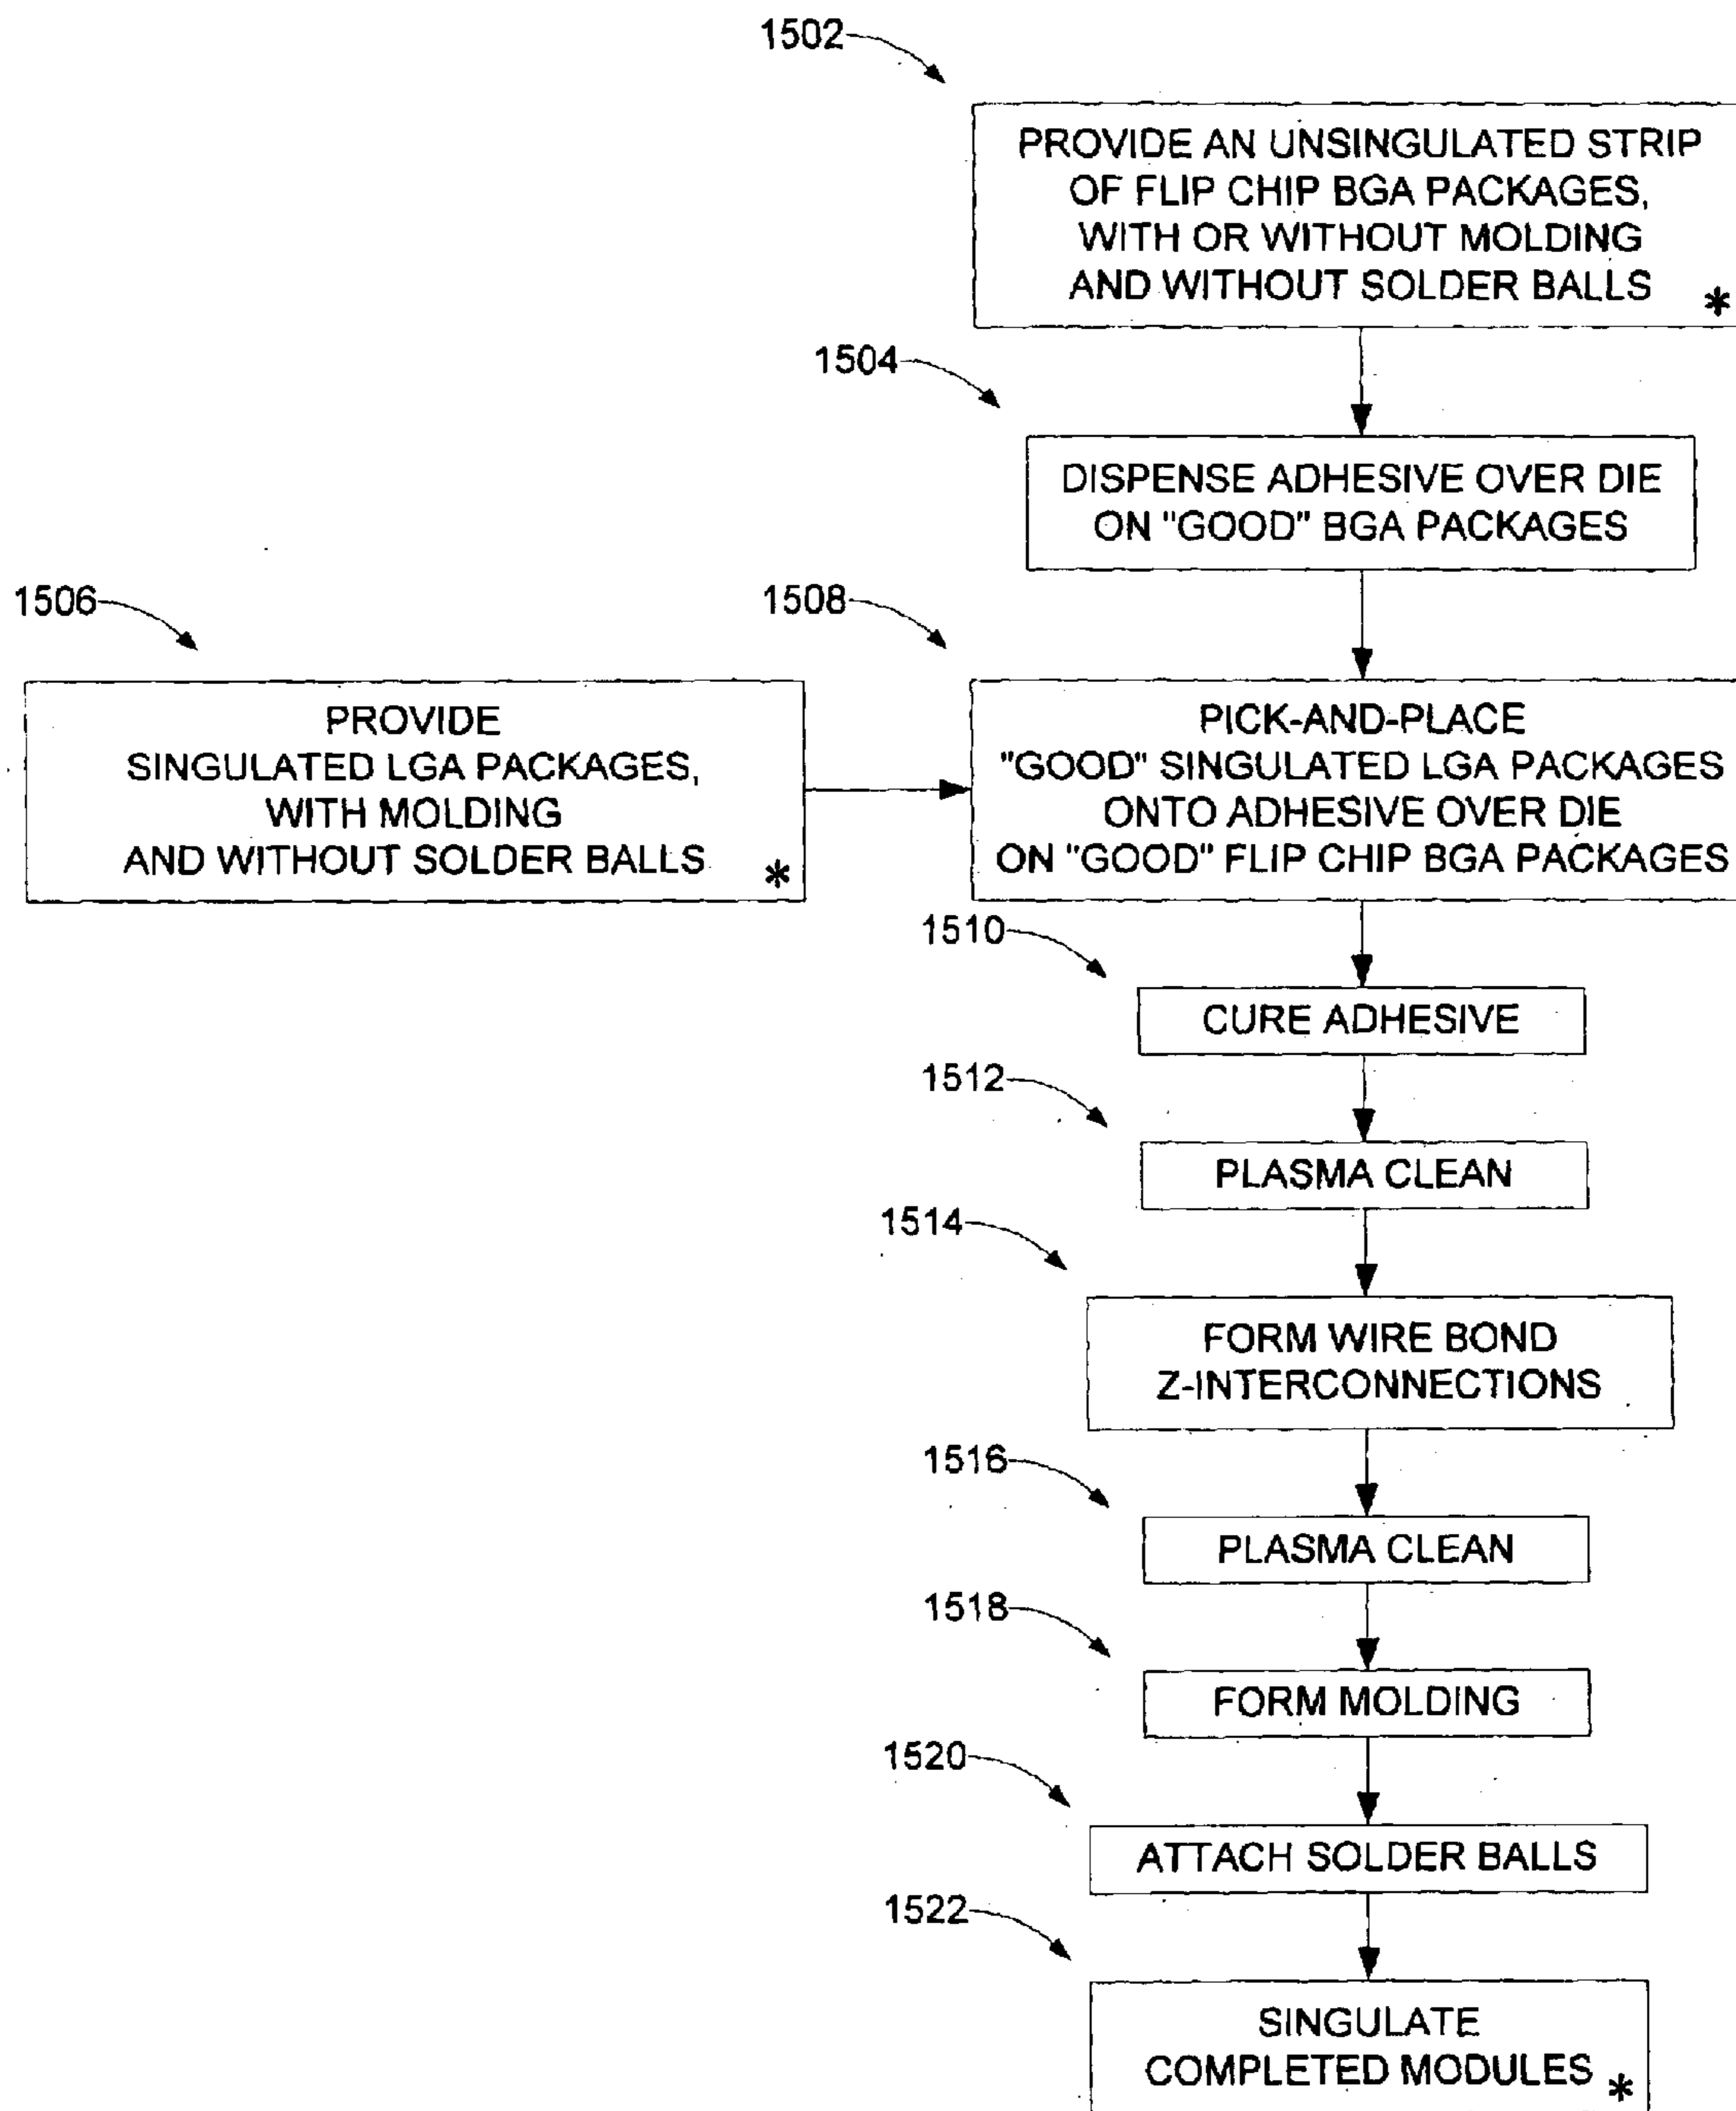 1502
PROVIDE AN UNSINGULATED STRIP
OF FLIP CHIP BGA PACKAGES,
WITH OR WITHOUT MOLDING
AND WITHOUT SOLDER BALLS *
1504
DISPENSE ADHESIVE OVER DIE
ON "GOOD" BGA PACKAGES
1506
PROVIDE
SINGULATED LGA PACKAGES,
WITH MOLDING
AND WITHOUT SOLDER BALLS *
1508
PICK-AND-PLACE
"GOOD" SINGULATED LGA PACKAGES
ONTO ADHESIVE OVER DIE
ON "GOOD" FLIP CHIP BGA PACKAGES
1510
CURE ADHESIVE
1512
PLASMA CLEAN
1514
FORM WIRE BOND
Z-INTERCONNECTIONS
1516
PLASMA CLEAN
1518
FORM MOLDING
1520
ATTACH SOLDER BALLS
1522
SINGULATE
COMPLETED MODULES *